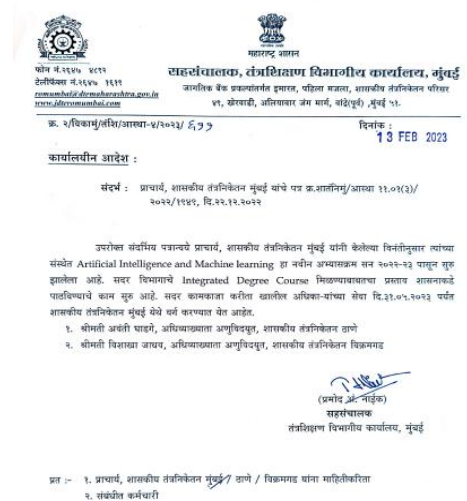 महाराष्ट्र शासन
फोन नं.२६४७ ४८९२
टेलीफॅक्स २६४७ १६१९
romumbai@dtemaharashtra.gov.in
www.jdtromumbai.com
सहसंचालक, तंत्रशिक्षण विभागीय कार्यालय, मुंबई
जागतिक बँक प्रकल्पांतर्गत इमारत, पहिला मजला, शासकीय तंत्रनिकेतन परिसर
४९, खेरवाडी, अलियावार जंग मार्ग, वांद्रे(पूर्व) ,मुंबई ५१.
क्र. २/विकामुं/तंशि/आस्था-४/२०२३/ ६११
दिनांक :
13 FEB 2023
कार्यालयीन आदेश :
संदर्भ : प्राचार्य, शासकीय तंत्रनिकेतन मुंबई यांचे पत्र क्र.शातंनिमुं/आस्था ११.०१(३)/
२०२२/१९४९, दि.२२.१२.२०२२
उपरोक्त संदर्भिय पत्रान्वये प्राचार्य, शासकीय तंत्रनिकेतन मुंबई यांनी केलेल्या विनंतीनुसार त्यांच्या
संस्थेत Artificial Intelligence and Machine learning हा नवीन अभ्यासक्रम सन २०२२-२३ पासून सुरु
झालेला आहे. सदर विभागाचे Integrated Degree Course मिळण्याबाबतचा प्रस्ताव शासनाकडे
पाठविण्याचे काम सुरु आहे. सदर कामकाजा करीता खालील अधिका-यांच्या सेवा दि.३१.०५.२०२३ पर्यंत
शासकीय तंत्रनिकेतन मुंबई येथे वर्ग करण्यात येत आहेत.
१. श्रीमती अवंती घाडगे, अधिव्याख्याता अणुविद्युत, शासकीय तंत्रनिकेतन ठाणे
२. श्रीमती विशाखा जाधव, अधिव्याख्याता अणुविद्युत, शासकीय तंत्रनिकेतन विक्रमगड
(प्रमोद अं. नाईक)
सहसंचालक
तंत्रशिक्षण विभागीय कार्यालय, मुंबई
प्रत :- १. प्राचार्य, शासकीय तंत्रनिकेतन मुंबई/ ठाणे / विक्रमगड यांना माहितीकरिता
२. संबंधीत कर्मचारी